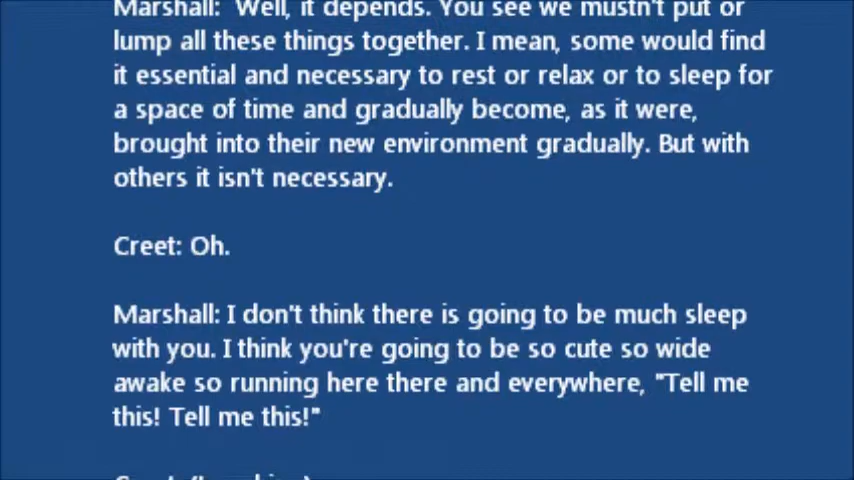 Marshall: Well, it depends. You see we mustn't put or
lump all these things together. I mean, some would find
it essential and necessary to rest or relax or to sleep for
a space of time and gradually become, as it were,
brought into their new environment gradually. But with
others it isn't necessary.
Creet: Oh.
Marshall: I don't think there is going to be much sleep
with you. I think you're going to be so cute so wide
awake so running here there and everywhere, "Tell me
this! Tell me this!"